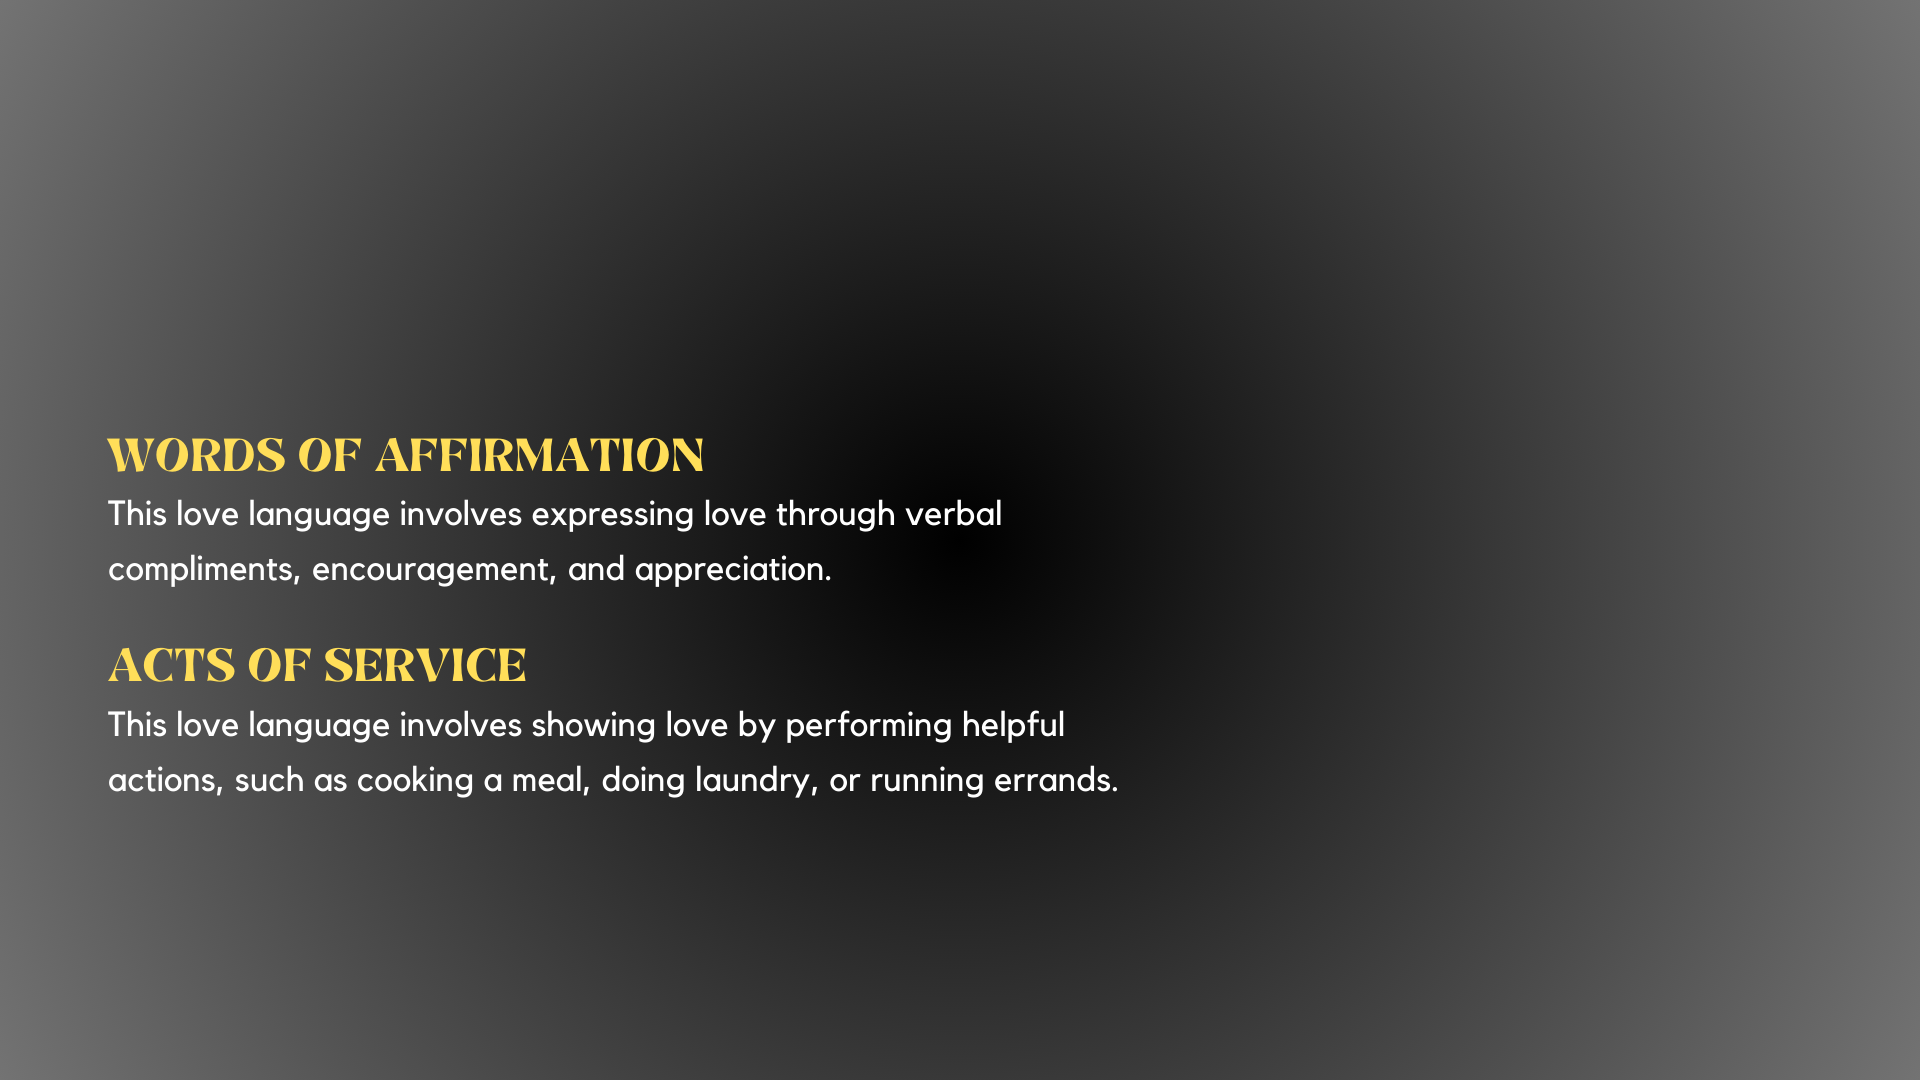 WORDS OF AFFIRMATION
This love language involves expressing love through verbal
compliments, encouragement, and appreciation.
ACTS OF SERVICE
This love language involves showing love by performing helpful
actions, such as cooking a meal, doing laundry, or running errands.